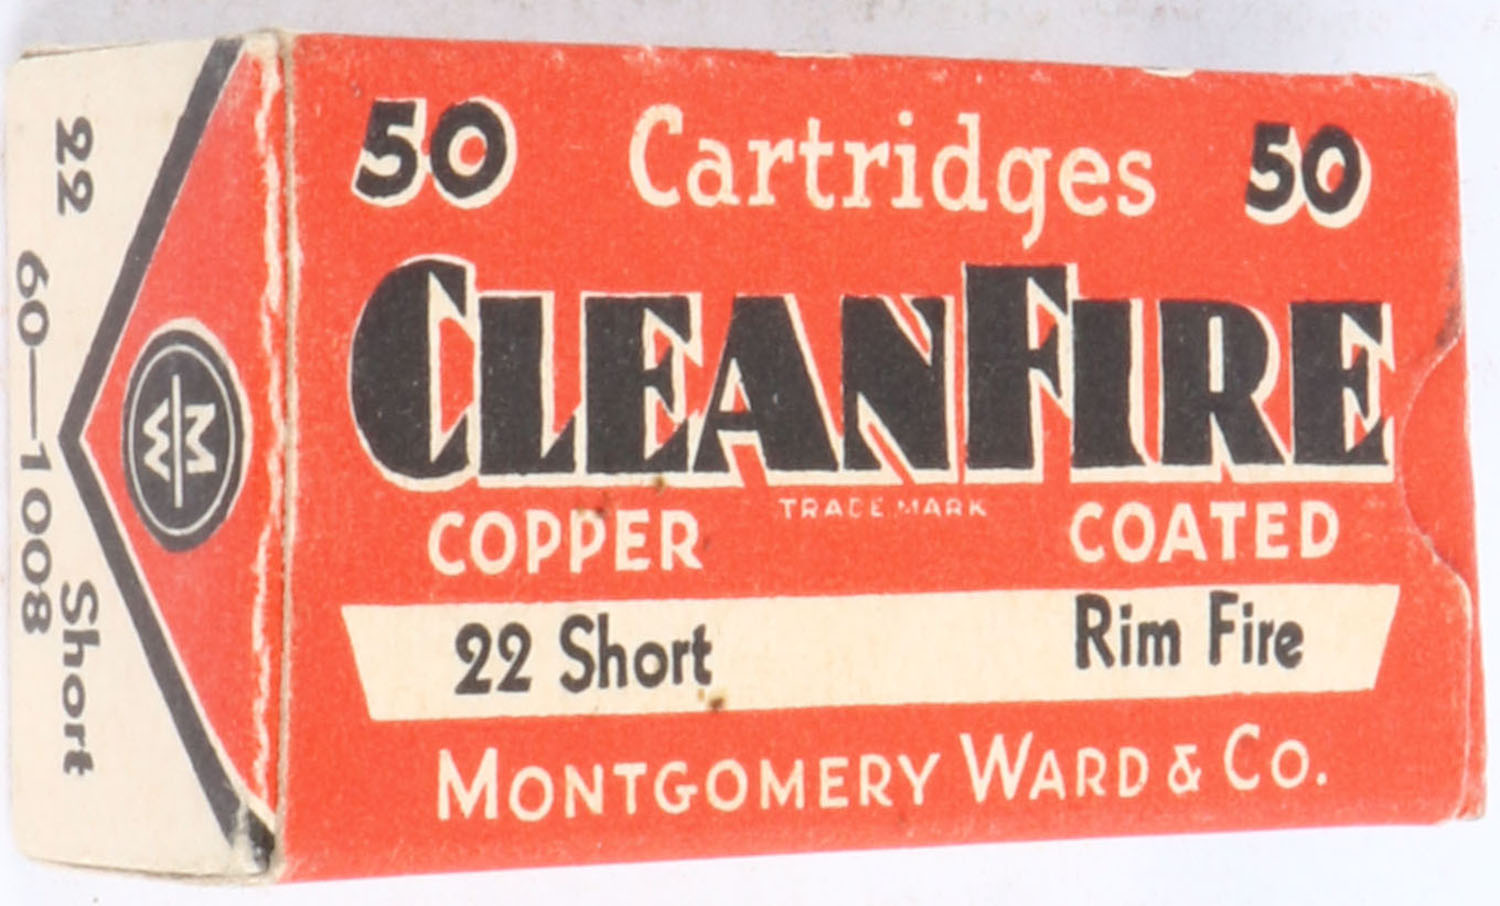 50 Cartridges 50
CLEANFIRE
TRADE MARK
COPPER COATED
22 Short Rim Fire
MONTGOMERY WARD & CO.
22 Short
60—1008
MW